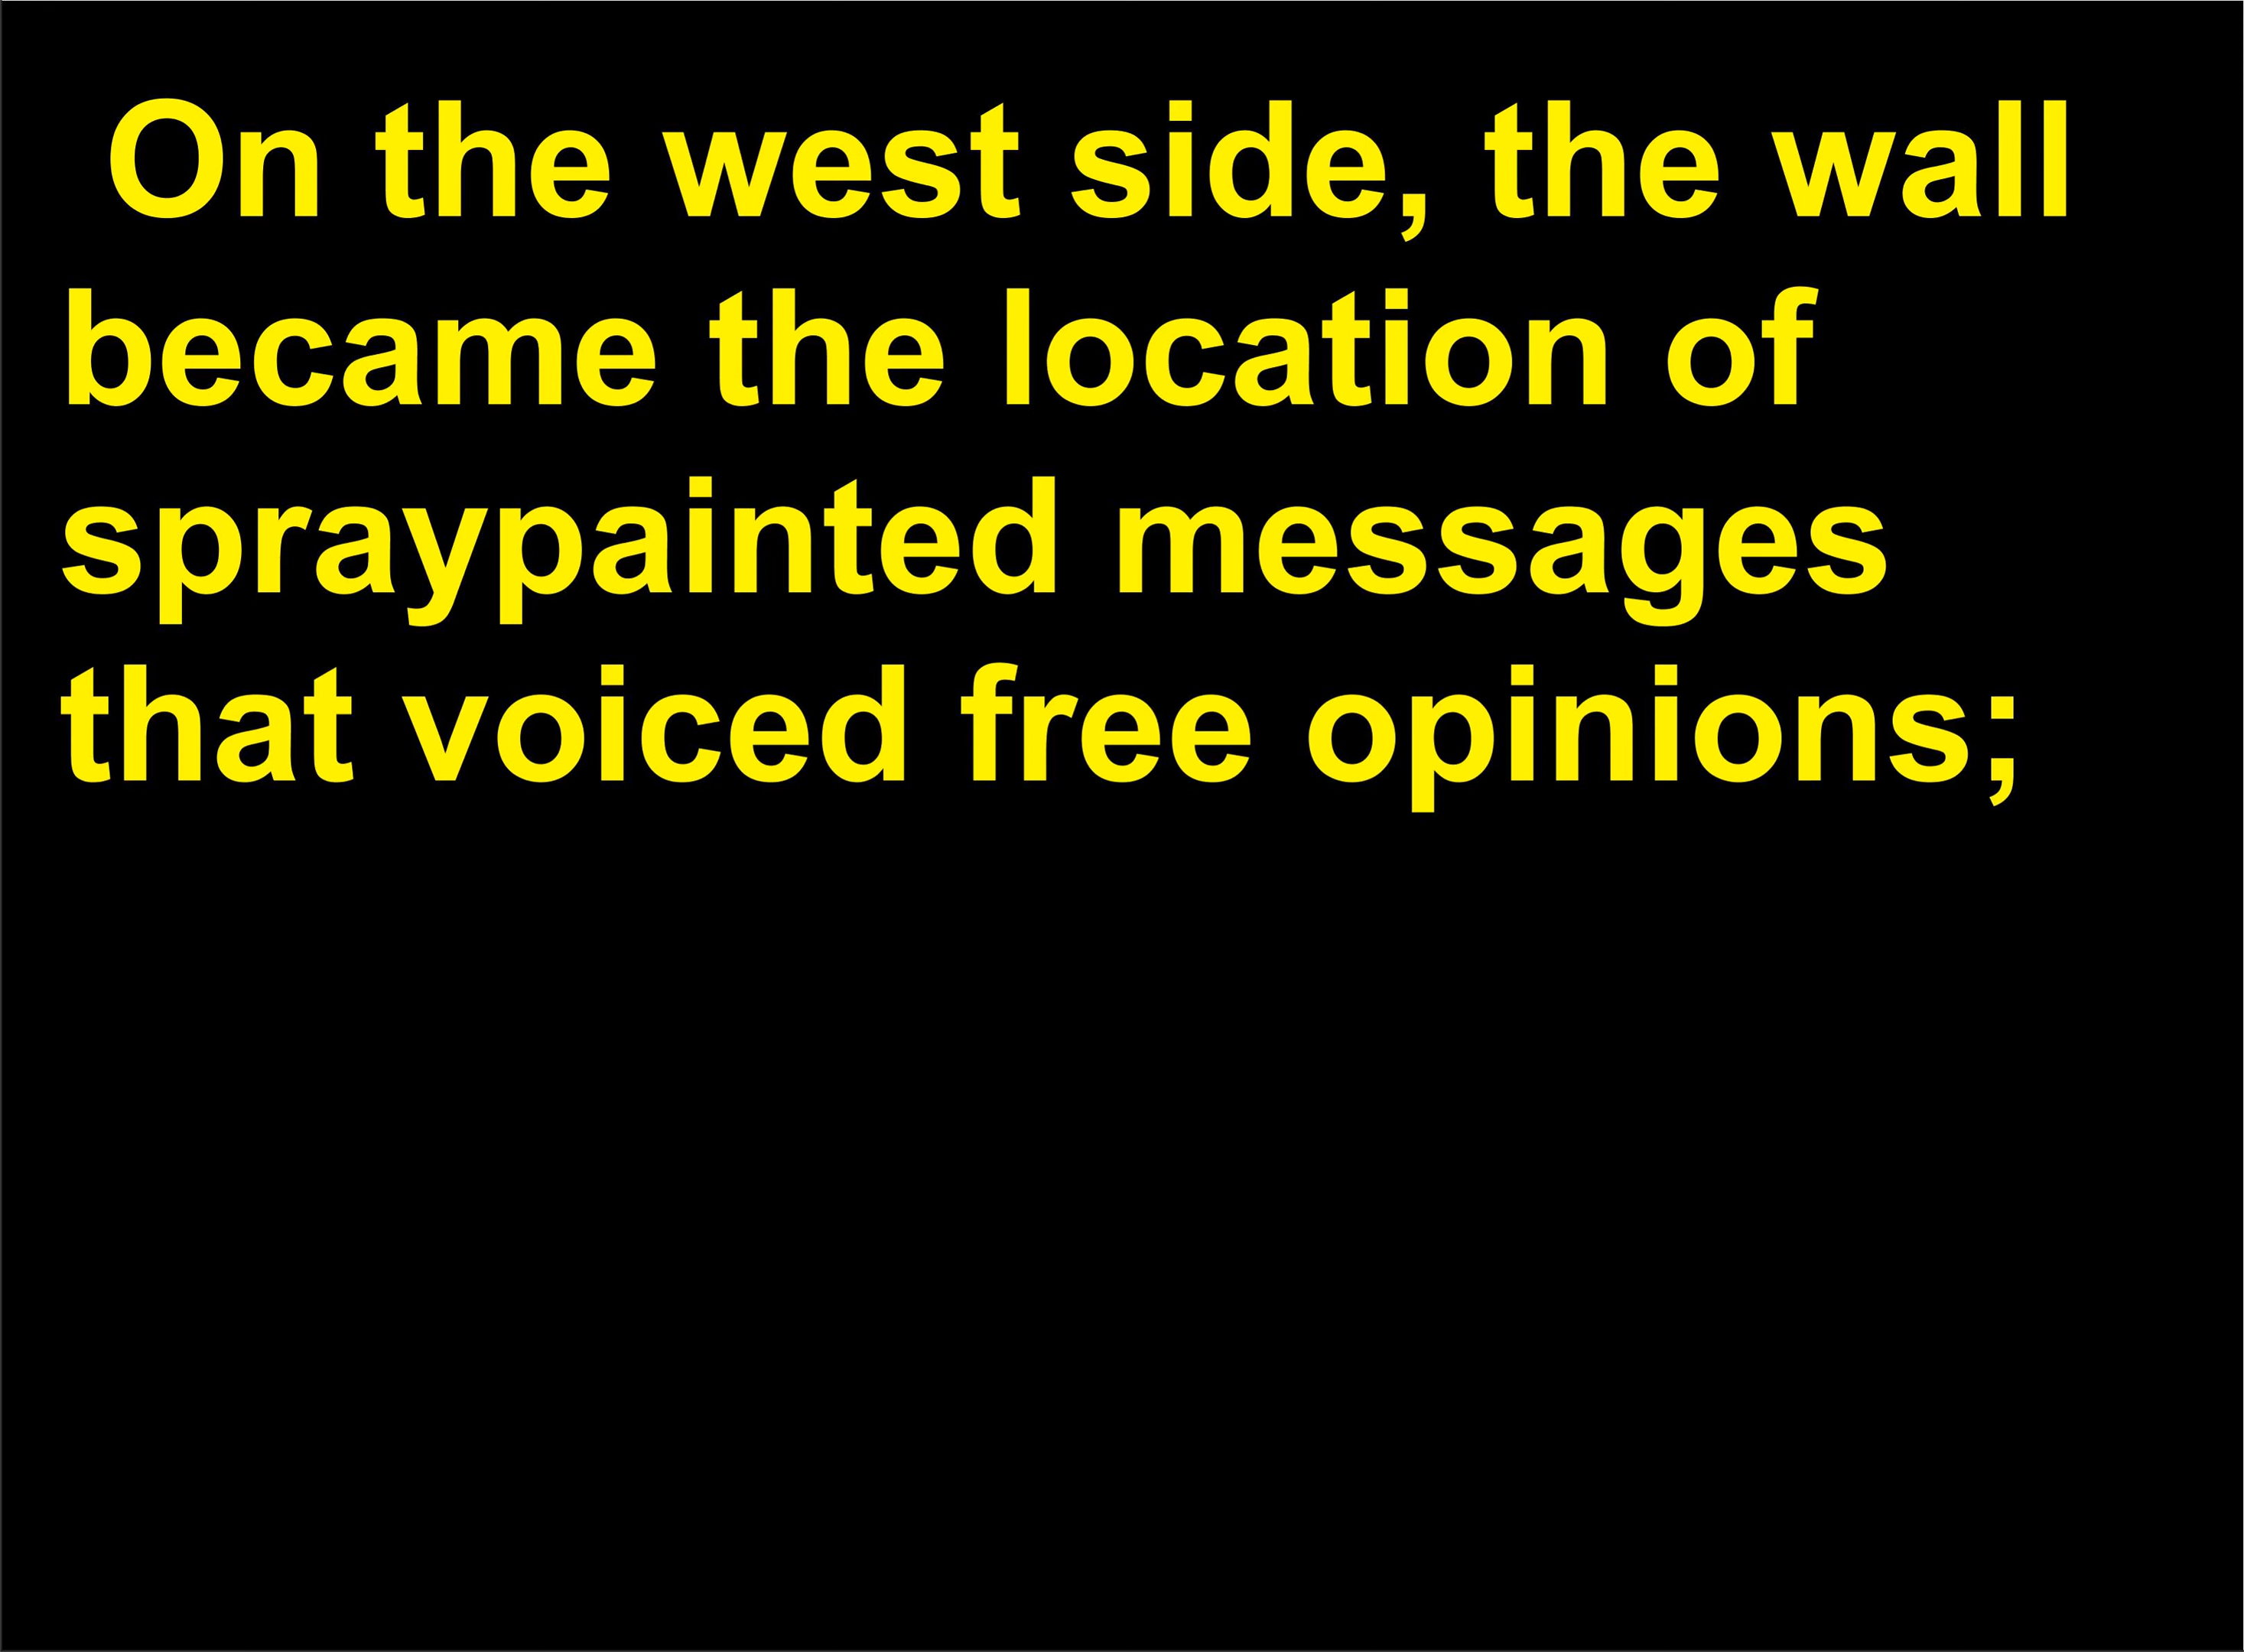 On the west side, the wall
became the location of
spraypainted messages
that voiced free opinions;